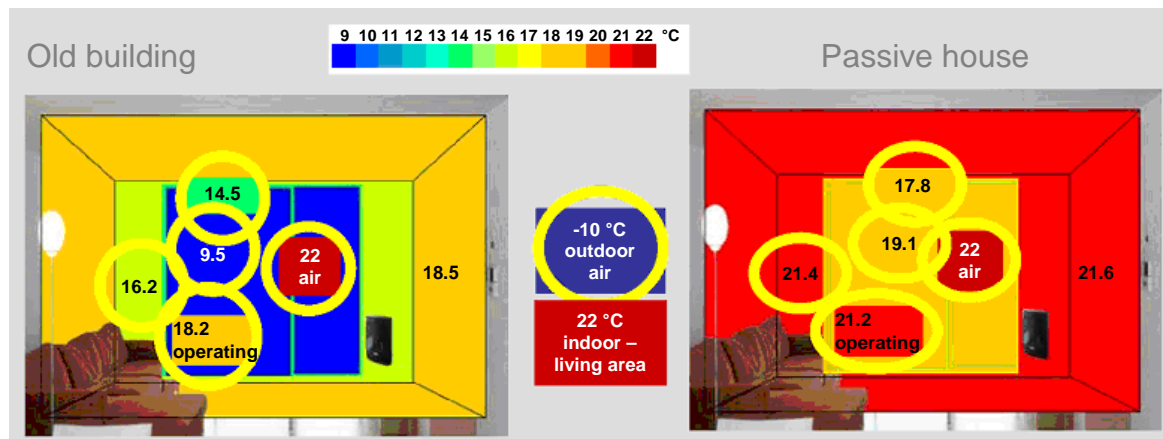 Old building
9 10 11 12 13 14 15 16 17 18 19 20 21 22 °C
Passive house
14.5
9.5
22
air
16.2
18.5
18.2
operating
-10 °C
outdoor
air
22 °C
indoor –
living area
17.8
19.1
22
air
21.4
21.6
21.2
operating